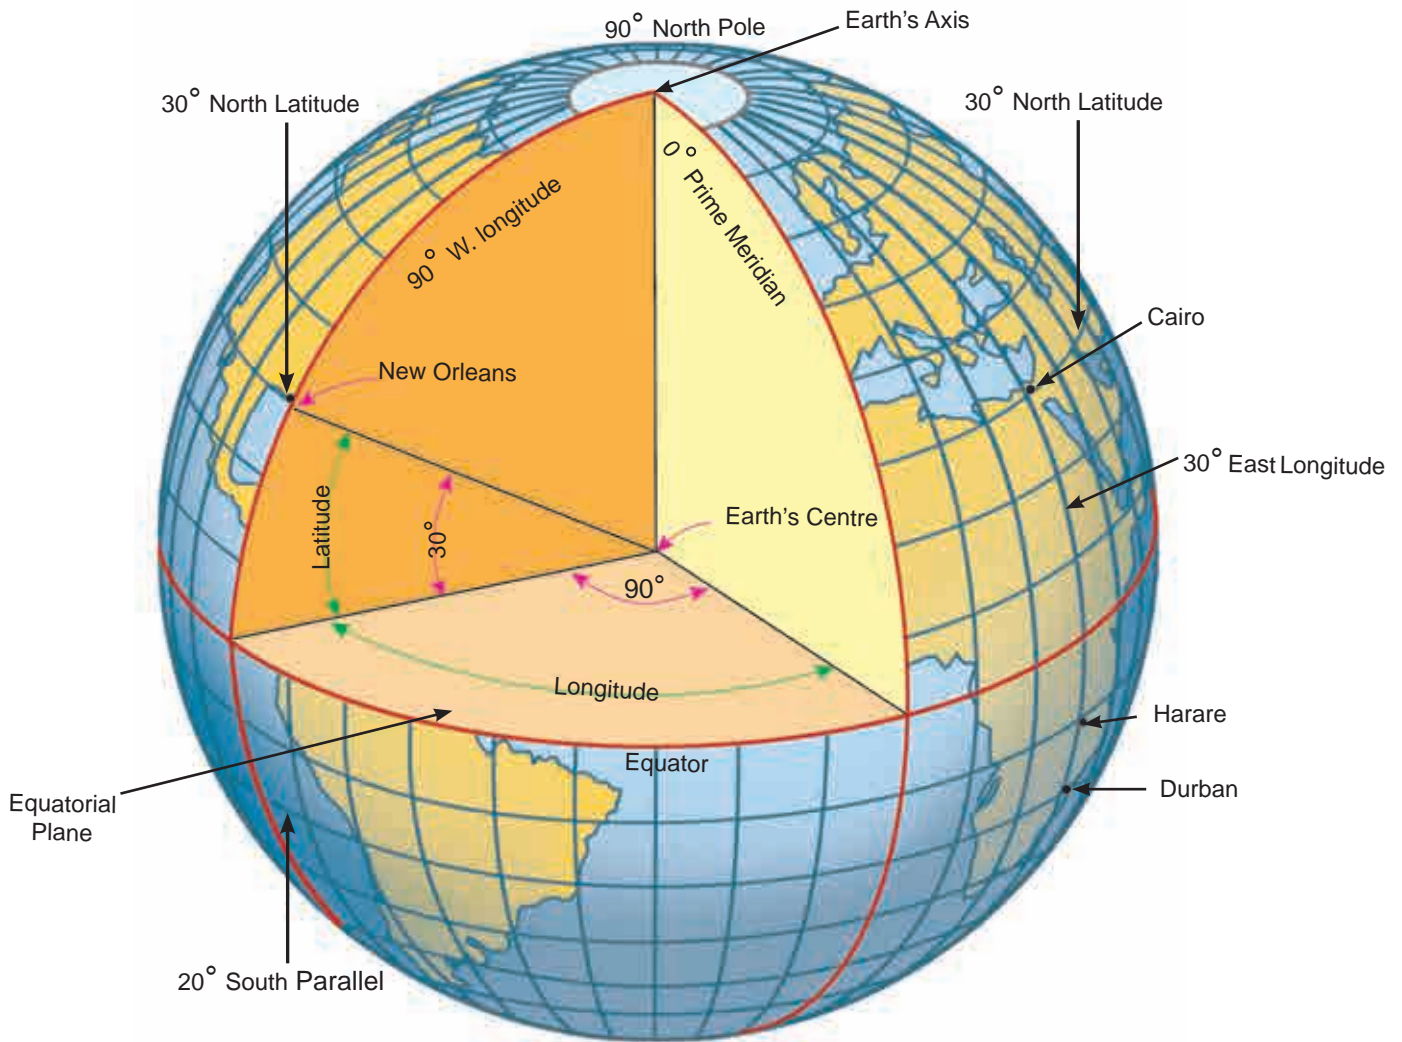 90° North Pole
Earth's Axis
30° North Latitude
30° North Latitude
0° Prime Meridian
90° W. longitude
Cairo
New Orleans
30° East Longitude
Latitude
30°
Earth's Centre
90°
Longitude
Harare
Equator
Durban
Equatorial
Plane
20° South Parallel